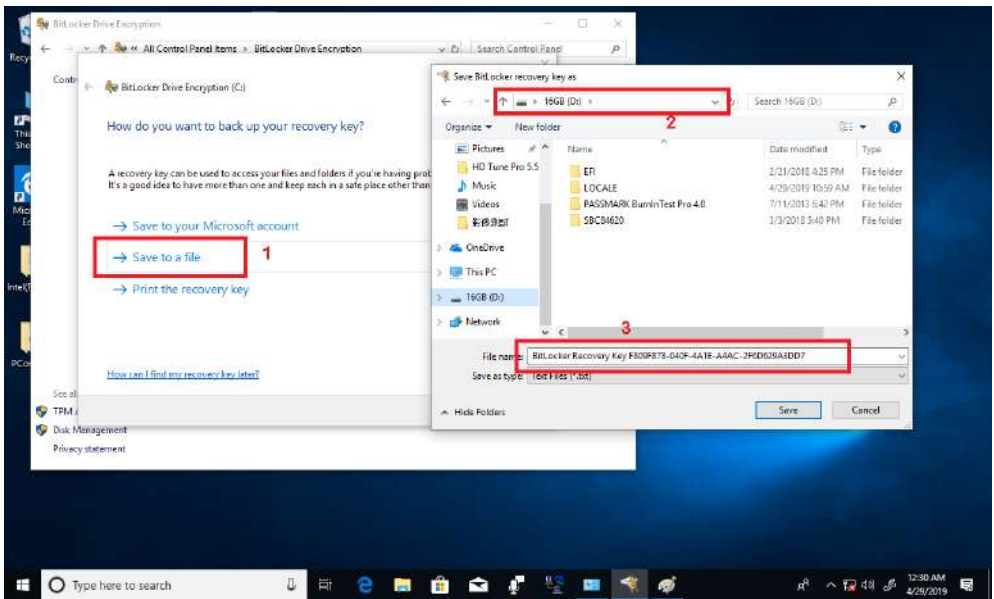 BitLocker Drive Encryption
All Control Panel Items > BitLocker Drive Encryption
Search Control Panel
BitLocker Drive Encryption (C:)
How do you want to back up your recovery key?
A recovery key can be used to access your files and folders if you're having
It's a good idea to have more than one and keep each in a safe place other than
→ Save to your Microsoft account
→ Save to a file
1
→ Print the recovery key
How can I find my recovery key later?
See al
TPM
Disk Management
Privacy statement
Save BitLocker recovery key as
16GB (D:)
Search 16GB (D:)
2
Organize
New folder
Name
Date modified
Type
Pictures
HD Tune Pro 5.5
Music
Videos
OneDrive
This PC
16GB (D:)
Network
EFI
2/21/2018 4:25 PM
File folder
LOCALE
4/29/2019 10:59 AM
File folder
PASSMARK BurnInTest Pro 4.0
7/11/2013 6:42 PM
File folder
SBCB4620
3/3/2018 5:40 PM
File folder
3
File name:
BitLocker Recovery Key F809F878-040F-4A1E-A4AC-2F6D629A3DD7
Save as type:
Text Files (*.txt)
Hide Folders
Save
Cancel
Type here to search
12:30 AM
4/29/2019